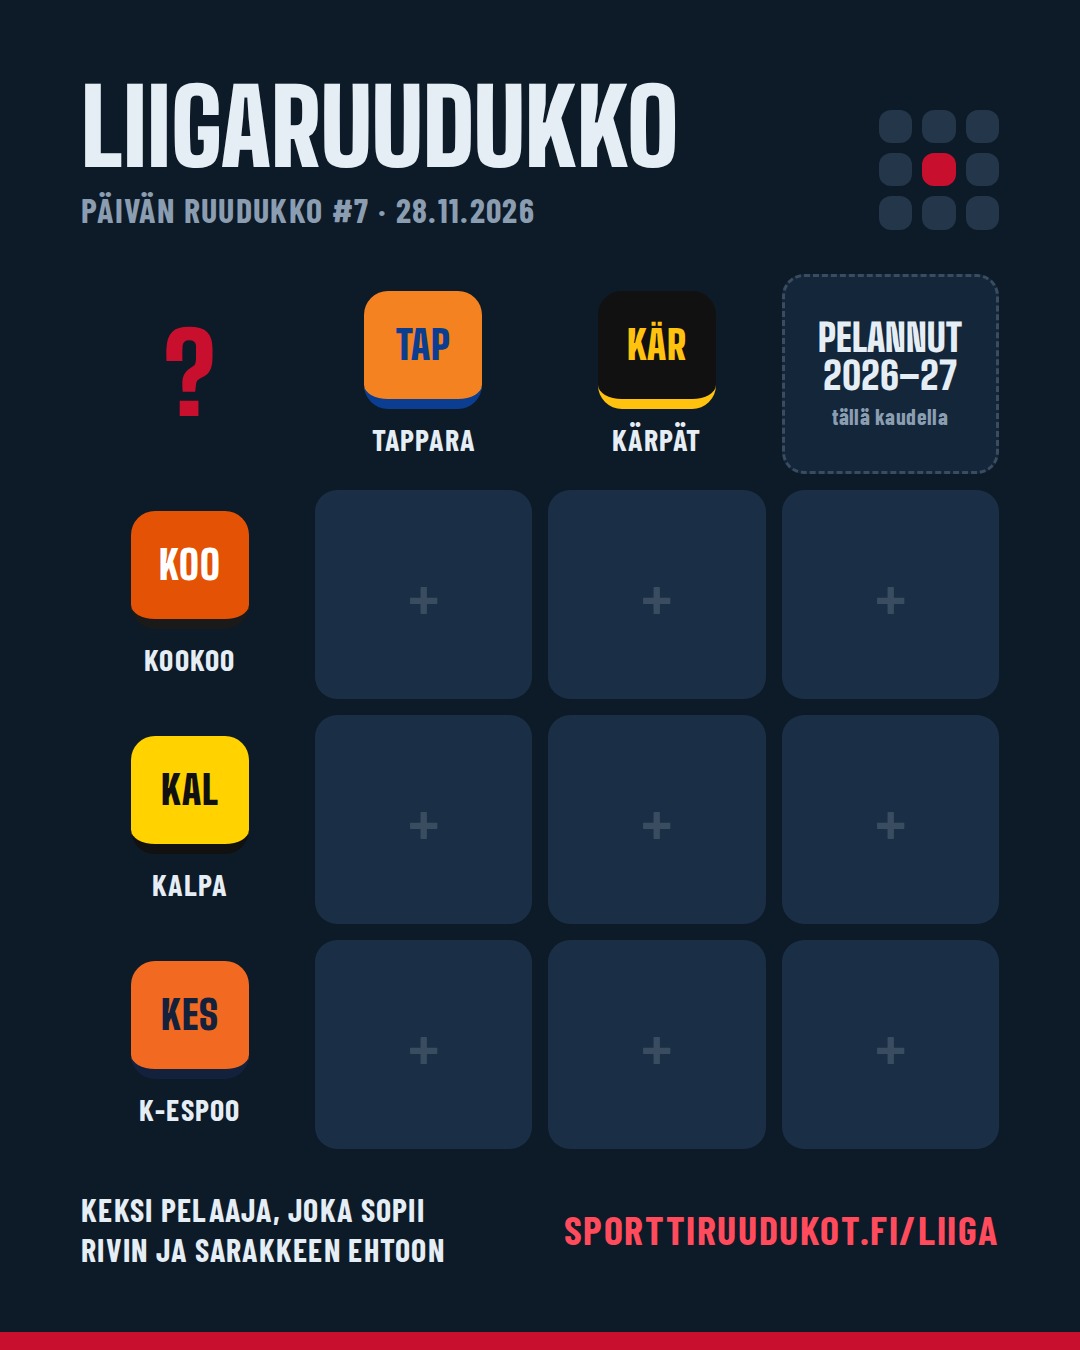 LIIGARUUDUKKO
PÄIVÄN RUUDUKKO #7 · 28.11.2026
?
TAP
TAPPARA
KÄR
KÄRPÄT
PELANNUT
2026–27
tällä kaudella
KOO
KOOKOO
+
+
+
KAL
KALPA
+
+
+
KES
K-ESPOO
+
+
+
KEKSI PELAAJA, JOKA SOPII
RIVIN JA SARAKKEEN EHTOON
SPORTTIRUUDUKOT.FI/LIIGA